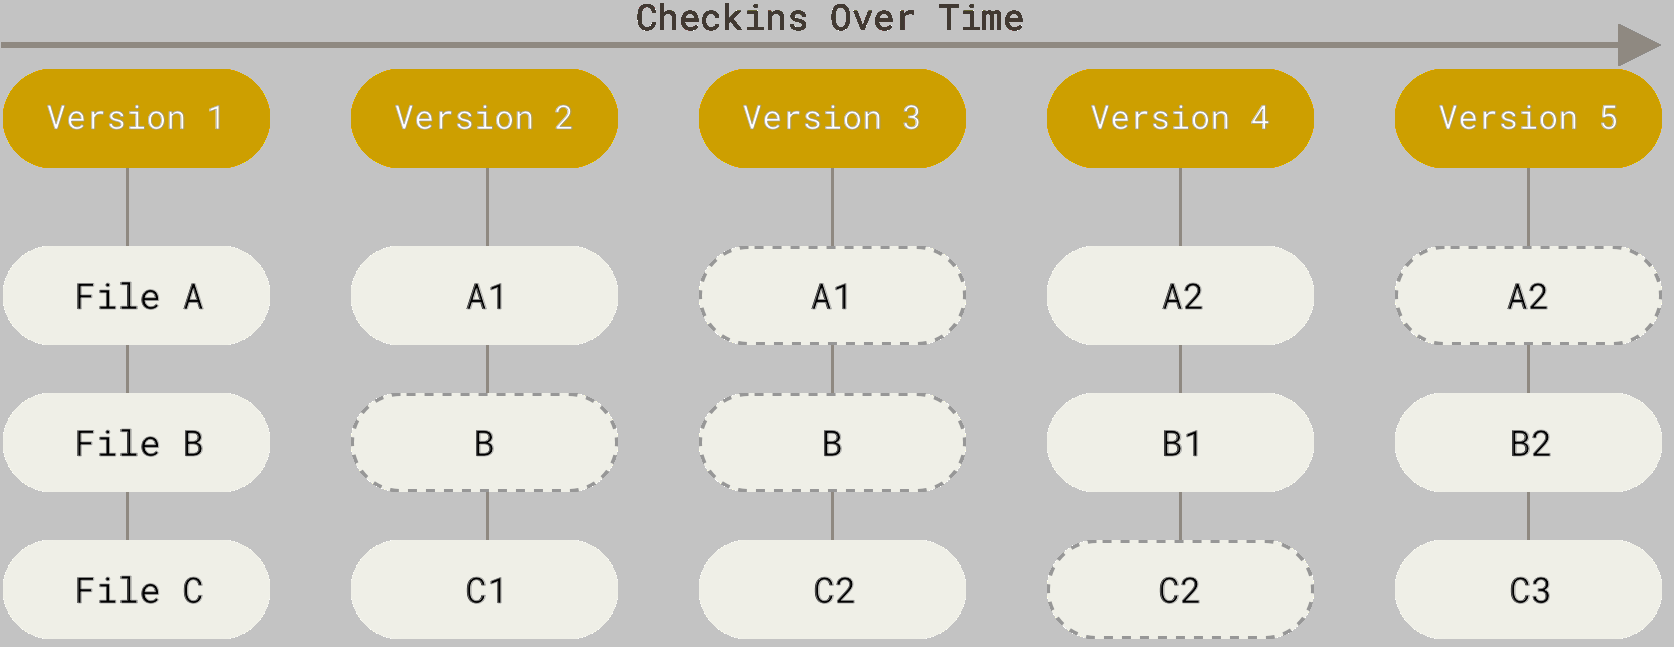 Checkins Over Time
Version 1
Version 2
Version 3
Version 4
Version 5
File A
A1
A1
A2
A2
File B
B
B
B1
B2
File C
C1
C2
C2
C3